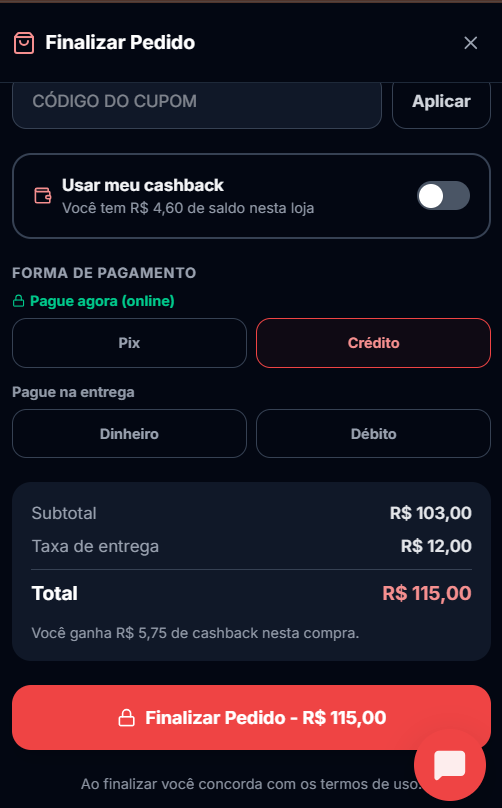 Finalizar Pedido
CÓDIGO DO CUPOM
Aplicar
Usar meu cashback
Você tem R$ 4,60 de saldo nesta loja
FORMA DE PAGAMENTO
Pague agora (online)
Pix
Crédito
Pague na entrega
Dinheiro
Débito
Subtotal R$ 103,00
Taxa de entrega R$ 12,00
Total R$ 115,00
Você ganha R$ 5,75 de cashback nesta compra.
Finalizar Pedido - R$ 115,00
Ao finalizar você concorda com os termos de uso.